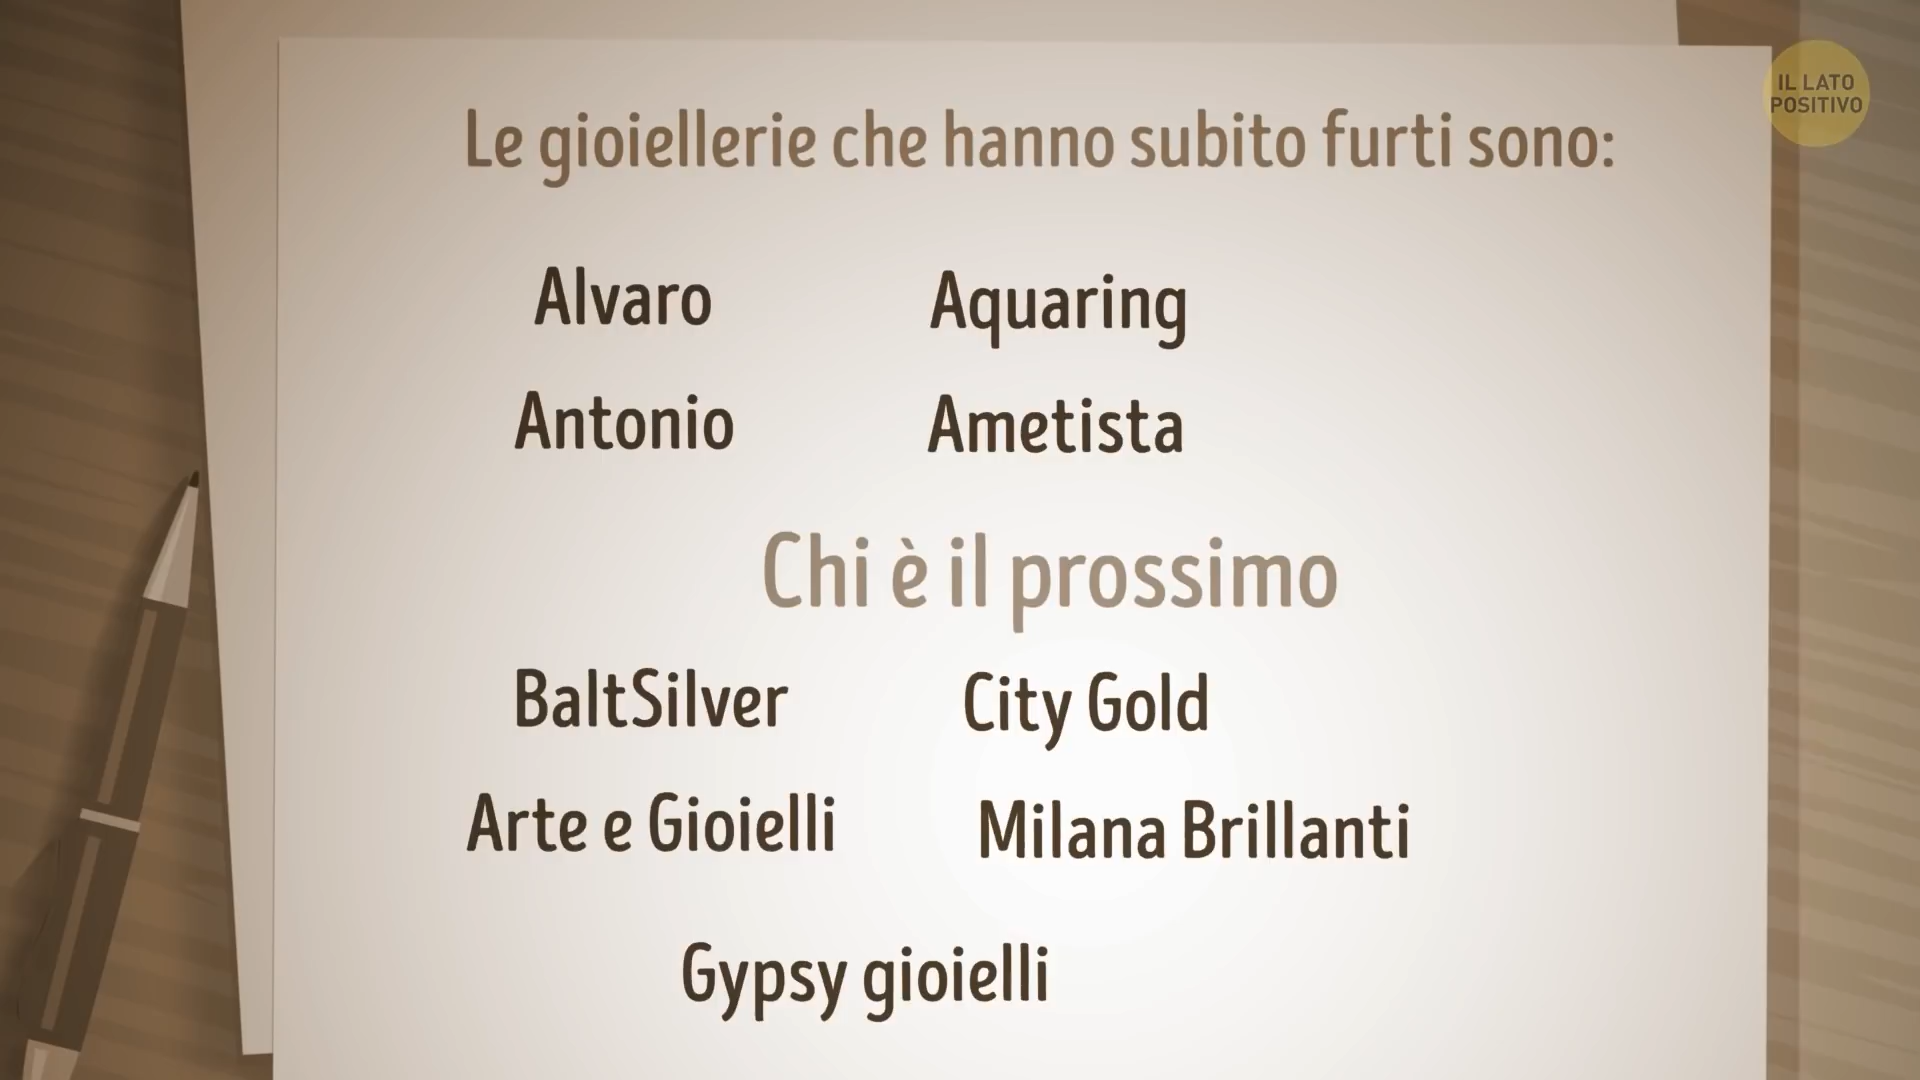 IL LATO
POSITIVO
Le gioiellerie che hanno subito furti sono:
Alvaro Aquaring
Antonio Ametista
Chi è il prossimo
BaltSilver City Gold
Arte e Gioielli Milana Brillanti
Gypsy gioielli